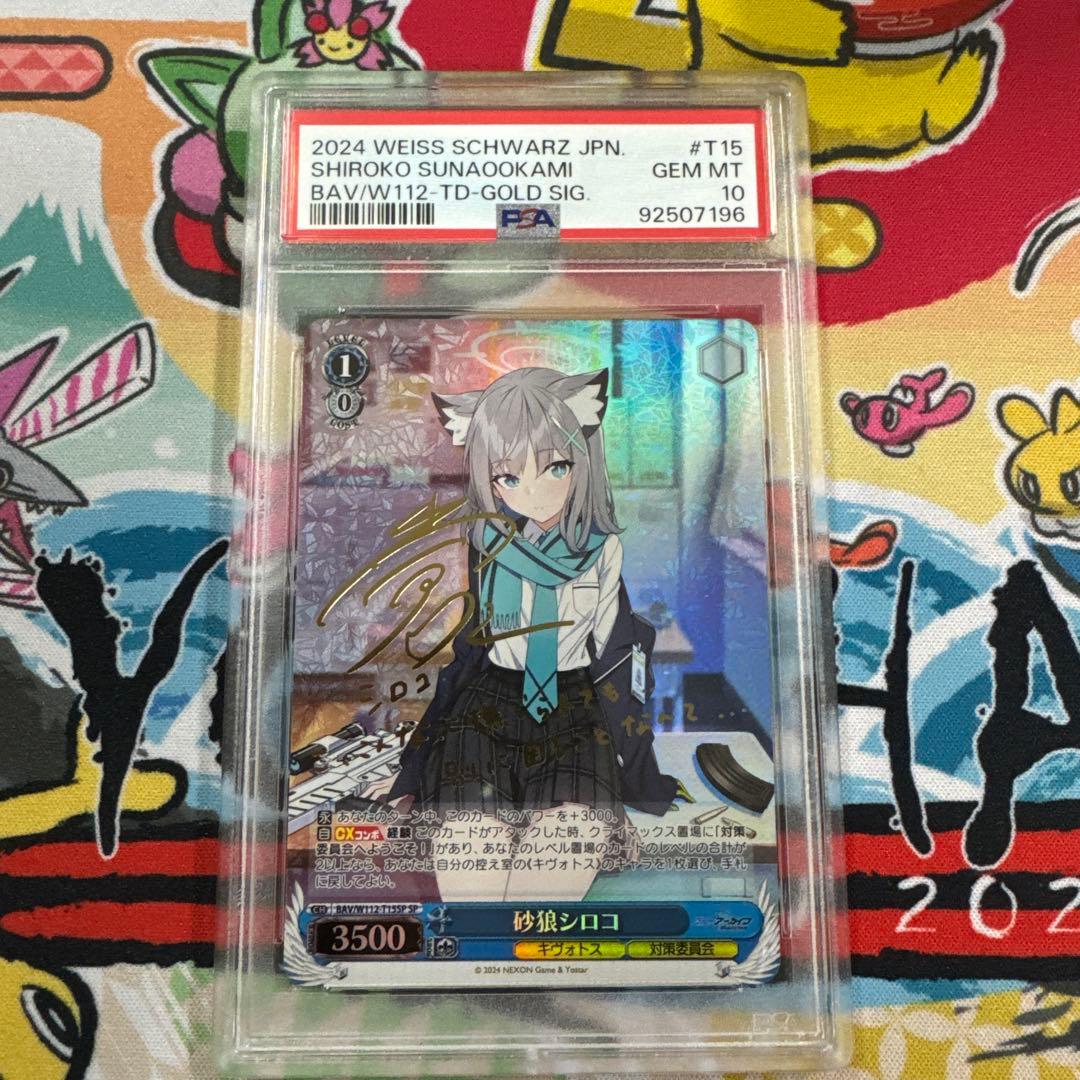 2024 WEISS SCHWARZ JPN. #T15
SHIROKO SUNAOOKAMI GEM MT
BAV/W112-TD-GOLD SIG. 10
PSA 92507196
1
0
COST
シロコ
永 あなたのターン中、このカードのパワーを+3000。
自 CXコンボ 経験 このカードがアタックした時、クライマックス置場に「対策
委員会へようこそ!」があり、あなたのレベル置場のカードのレベルの合計が
2以上なら、あなたは自分の控え室の《キヴォトス》のキャラを1枚選び、手札
に戻してよい。
BAV/W112-T15SP SP
砂狼シロコ
3500
キヴォトス 対策委員会
© 2024 NEXON Game & Yostar
202